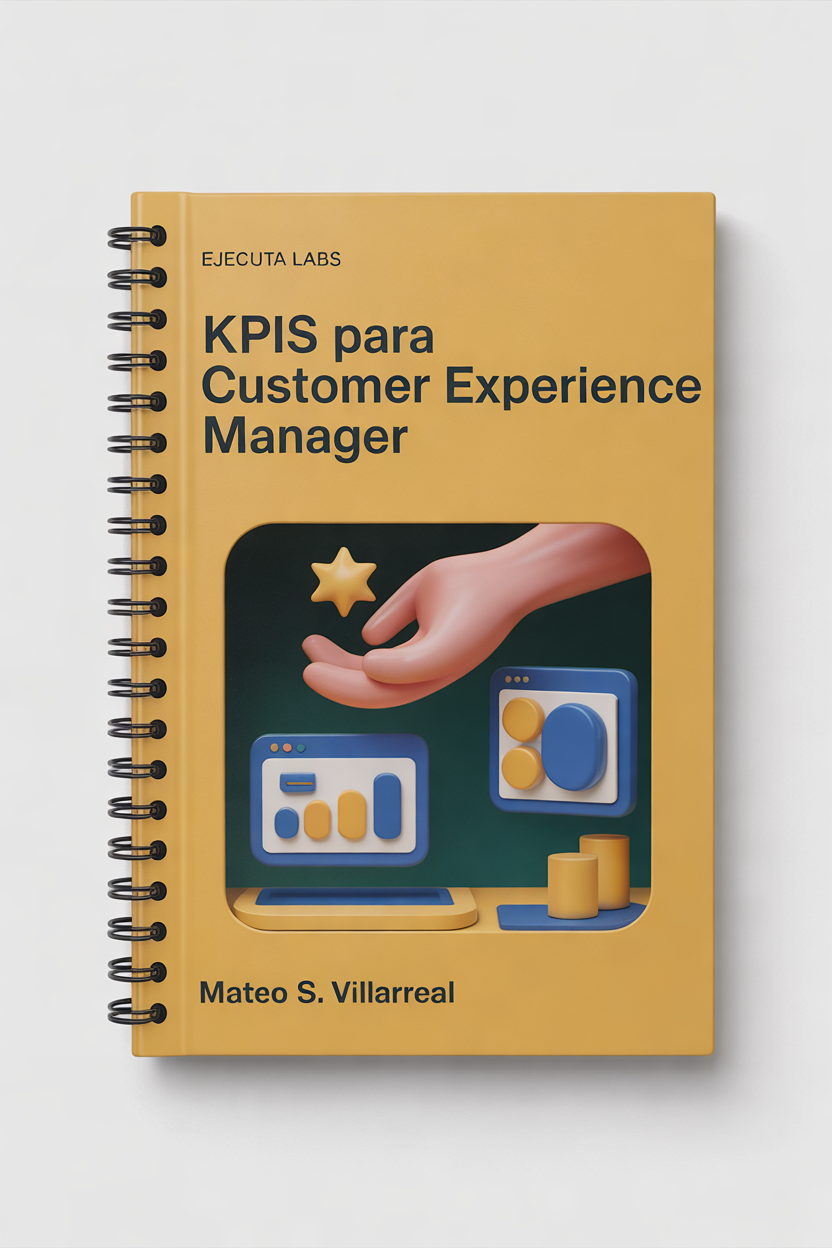 EJECUTA LABS
KPIS para
Customer Experience
Manager
Mateo S. Villarreal